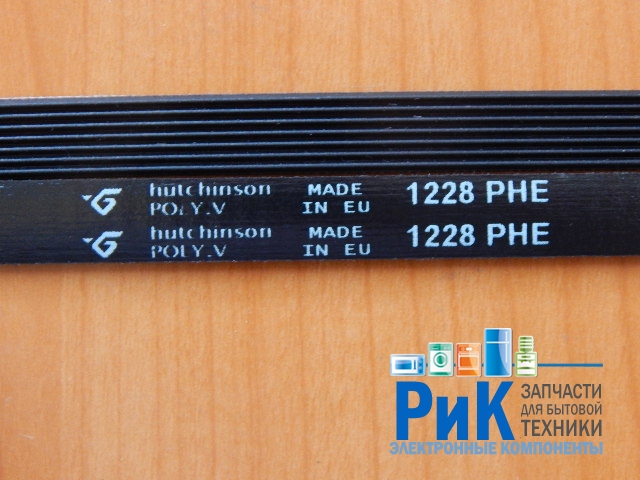 hutchinson MADE 1228 PHE
POLY.V IN EU
hutchinson MADE 1228 PHE
POLY.V IN EU
РиК ЗАПЧАСТИ
ДЛЯ БЫТОВОЙ
ТЕХНИКИ
ЭЛЕКТРОННЫЕ КОМПОНЕНТЫ